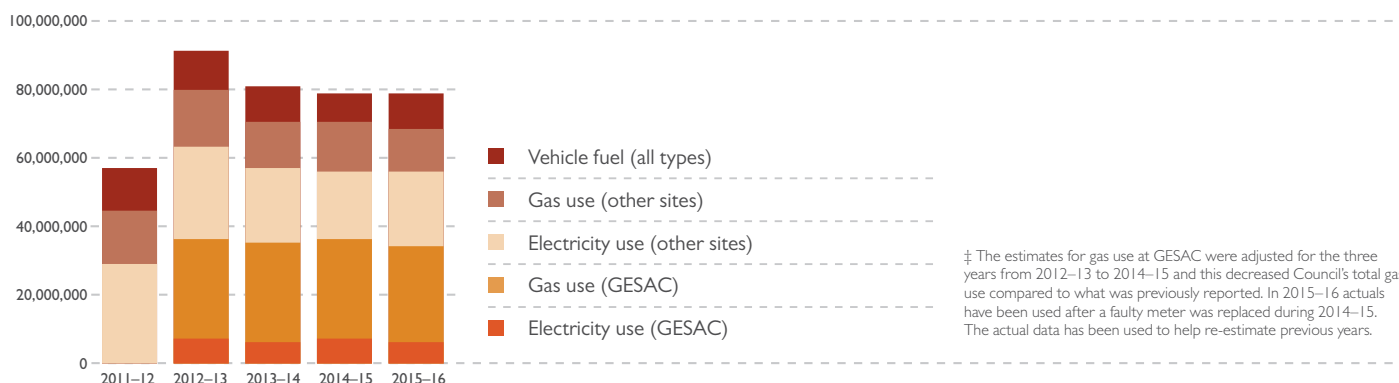 100,000,000
80,000,000
60,000,000
40,000,000
20,000,000
0
2011–12 2012–13 2013–14 2014–15 2015–16
Vehicle fuel (all types)
Gas use (other sites)
Electricity use (other sites)
Gas use (GESAC)
Electricity use (GESAC)
‡ The estimates for gas use at GESAC were adjusted for the three
years from 2012–13 to 2014–15 and this decreased Council’s total ga
use compared to what was previously reported. In 2015–16 actuals
have been used after a faulty meter was replaced during 2014–15.
The actual data has been used to help re-estimate previous years.